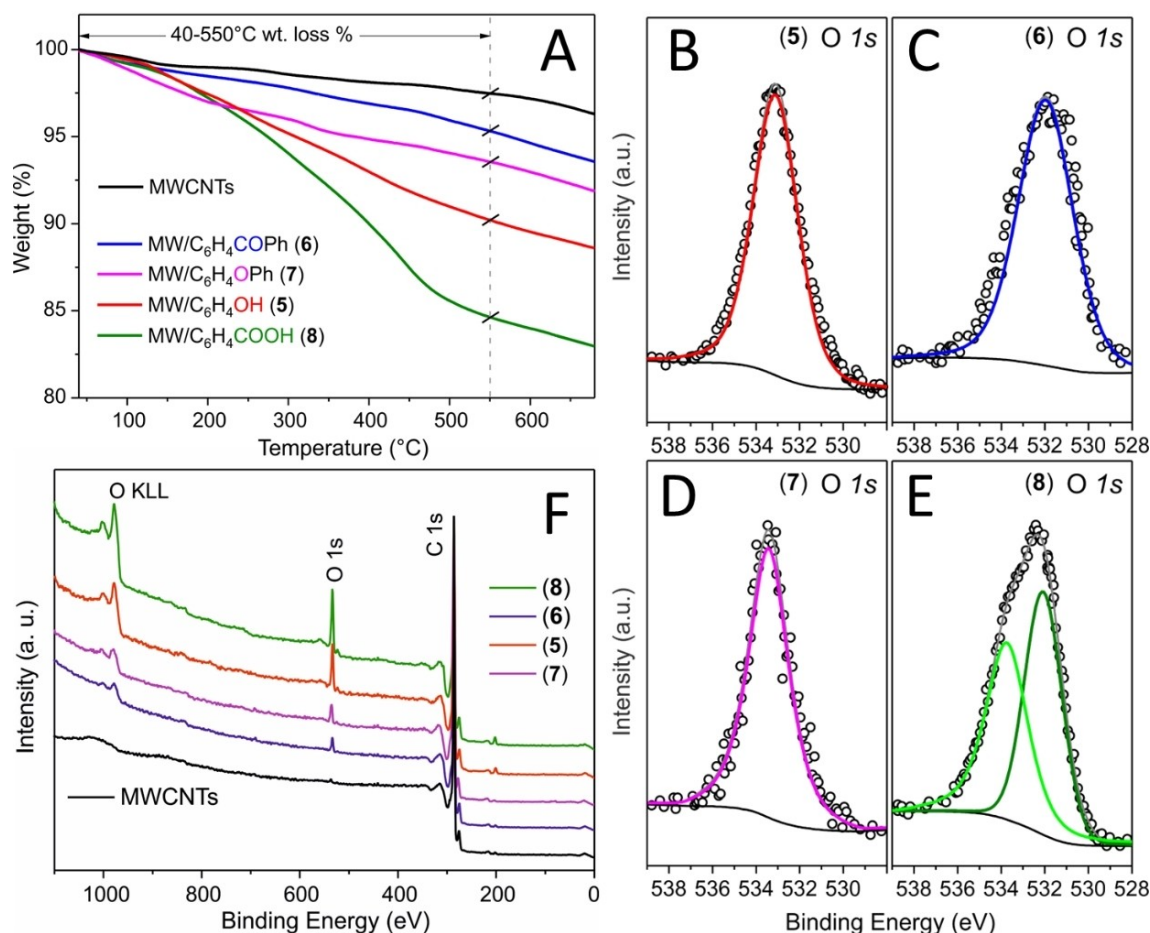 40-550°C wt. loss %
A
100
95
90
85
80
Weight (%)
MWCNTs
MW/C₆H₄COPh (6)
MW/C₆H₄OPh (7)
MW/C₆H₄OH (5)
MW/C₆H₄COOH (8)
100 200 300 400 500 600
Temperature (°C)
B
(5) O 1s
Intensity (a.u.)
538 536 534 532 530
C
(6) O 1s
538 536 534 532 530 528
D
(7) O 1s
Intensity (a.u.)
538 536 534 532 530
E
(8) O 1s
538 536 534 532 530 528
Binding Energy (eV)
F
O KLL
O 1s
C 1s
(8)
(6)
(5)
(7)
MWCNTs
Intensity (a. u.)
1000 800 600 400 200 0
Binding Energy (eV)